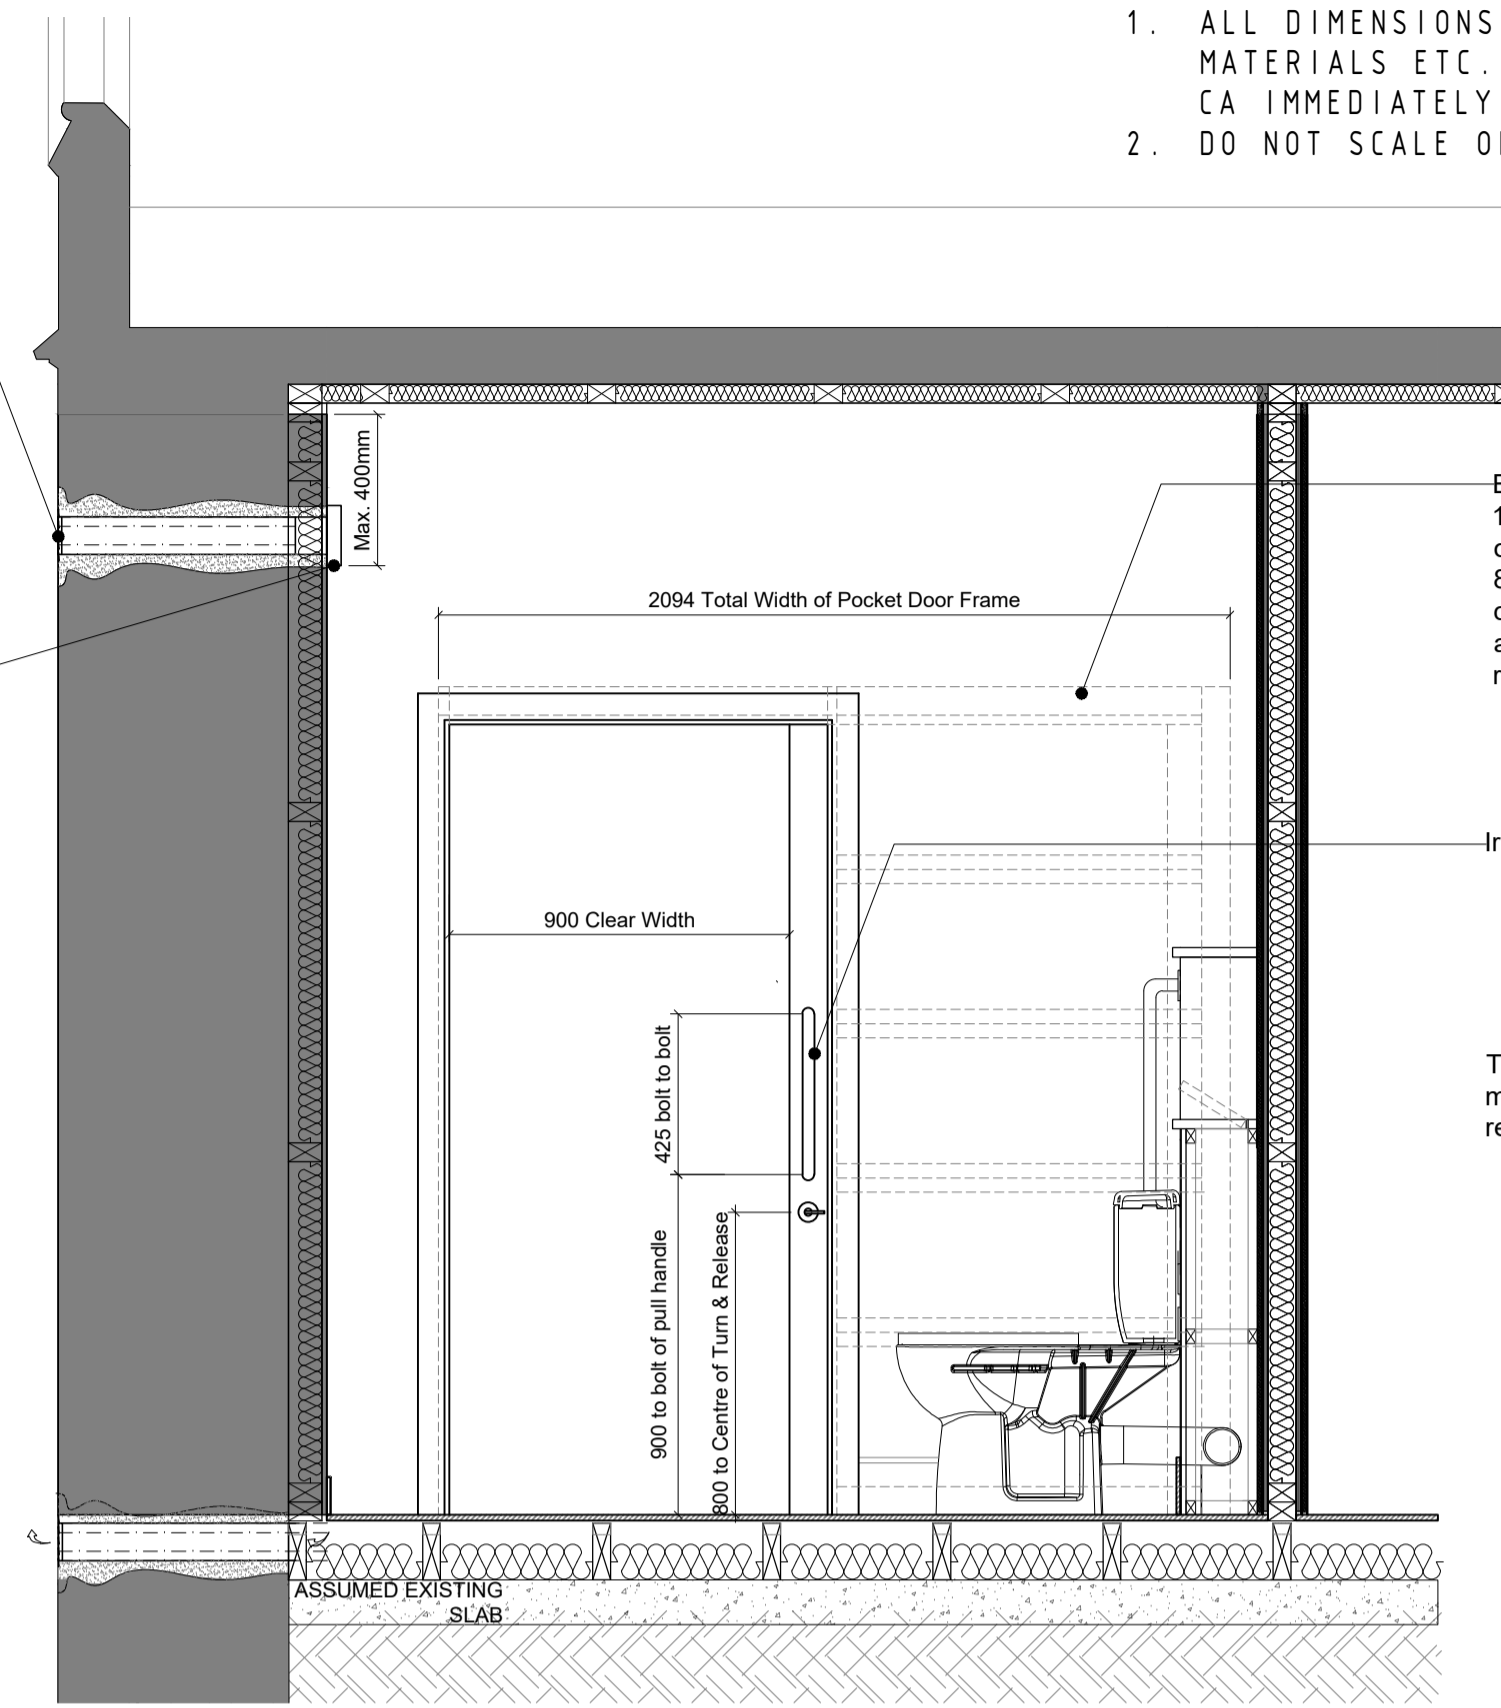 1. ALL DIMENSIONS
MATERIALS ETC.
CA IMMEDIATELY
2. DO NOT SCALE
Max. 400mm
2094 Total Width of Pocket Door Frame
900 Clear Width
425 bolt to bolt
900 to bolt of pull handle
800 to Centre of Turn & Release
ASSUMED EXISTING
SLAB